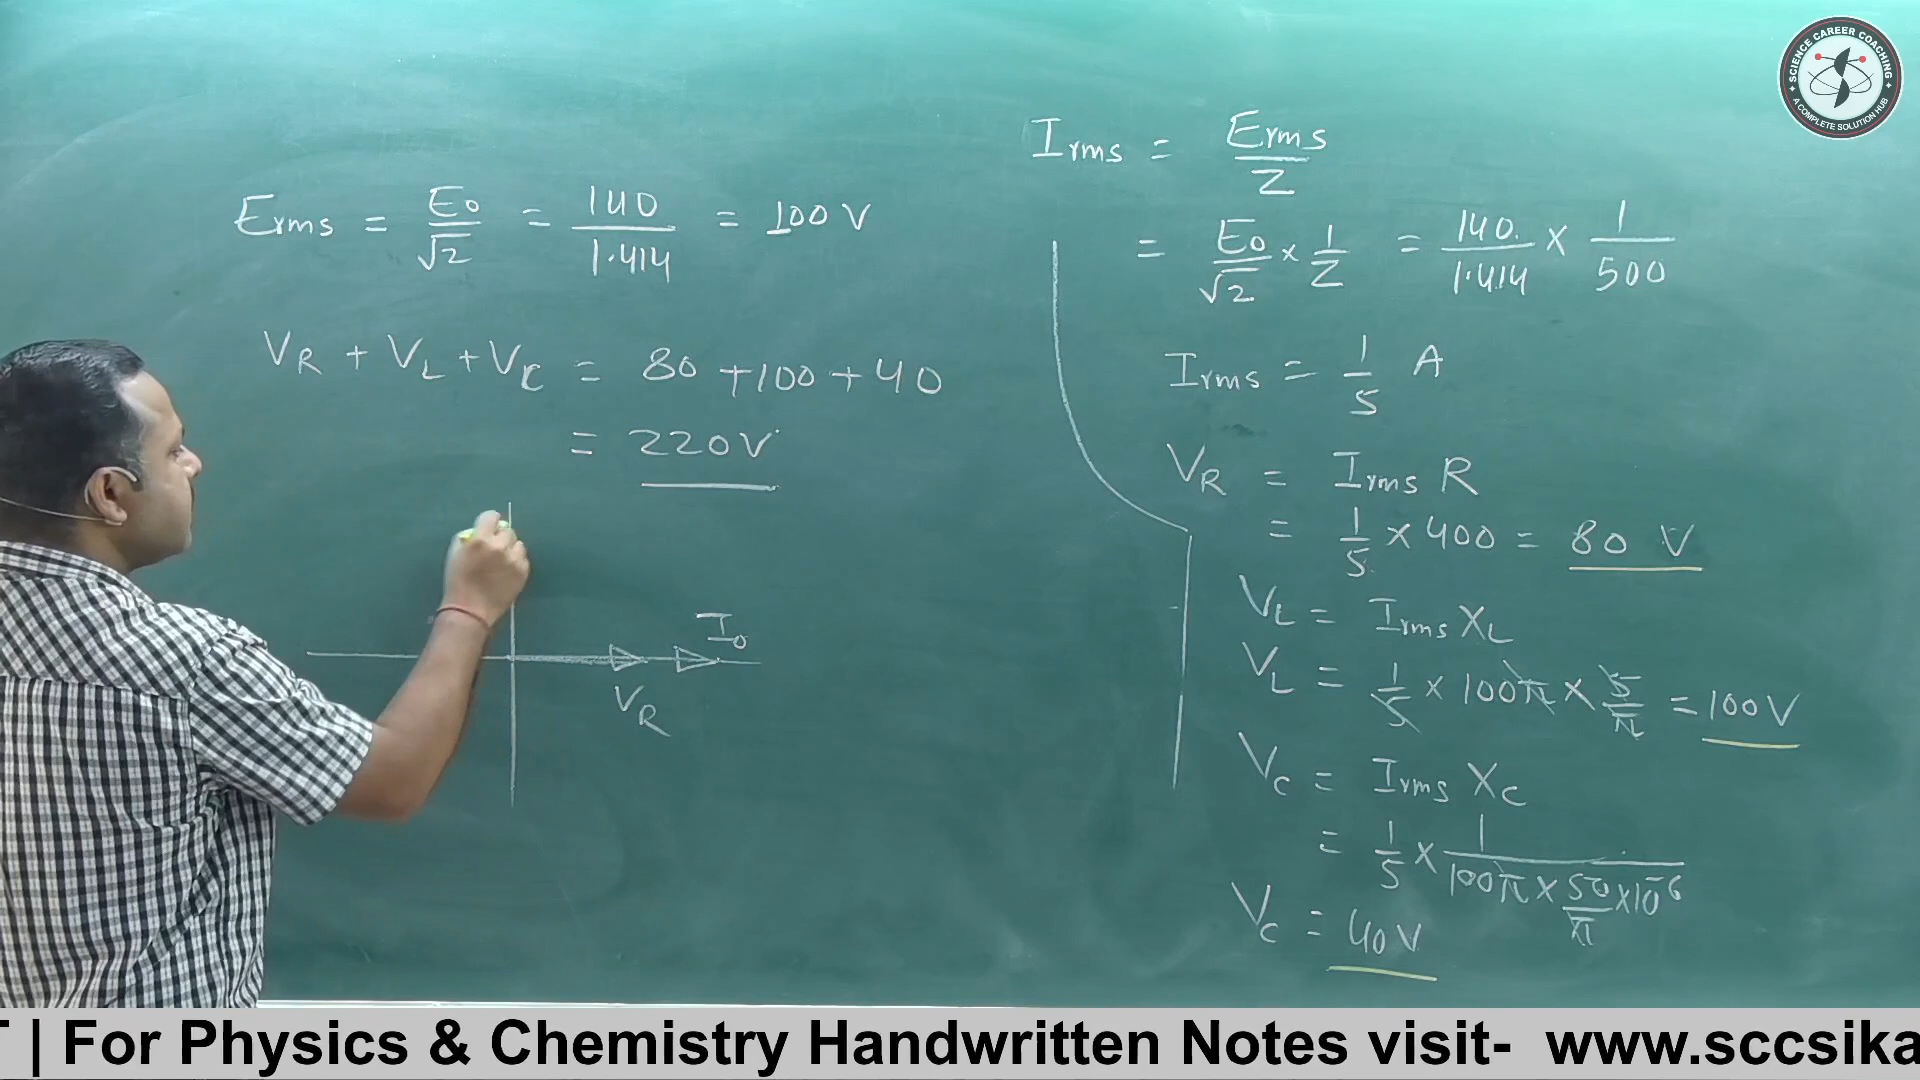 Erms = E0/√2 = 140/1.414 = 100 V
VR + VL + VC = 80 + 100 + 40
= 220V
I0
VR
Irms = Erms/Z
= E0/√2 × 1/Z = 140/1.414 × 1/500
Irms = 1/5 A
VR = Irms R
= 1/5 × 400 = 80 V
VL = Irms XL
VL = 1/5 × 100π × 5/π = 100V
VC = Irms XC
= 1/5 × 1/(100π × 50/π × 10^-6)
VC = 40V
SCIENCE CAREER COACHING
A COMPLETE SOLUTION HUB
| For Physics & Chemistry Handwritten Notes visit- www.sccsika